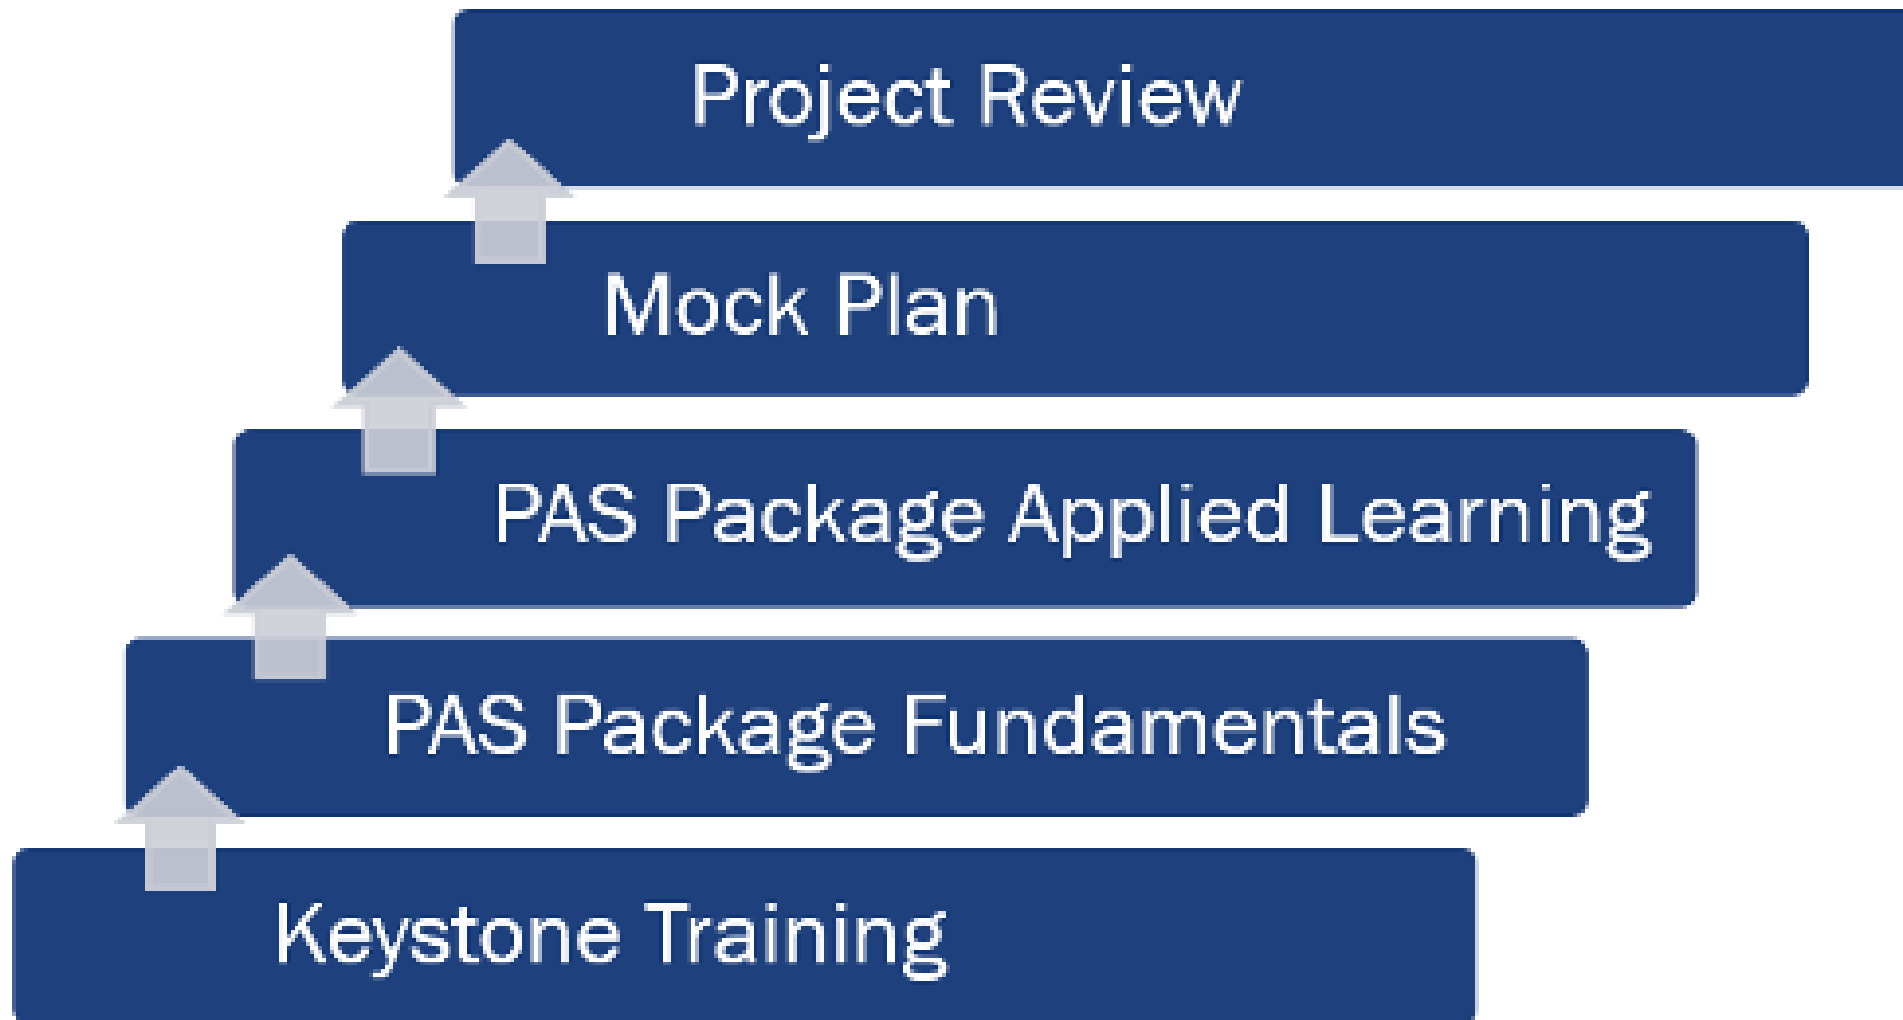 Project Review
Mock Plan
PAS Package Applied Learning
PAS Package Fundamentals
Keystone Training